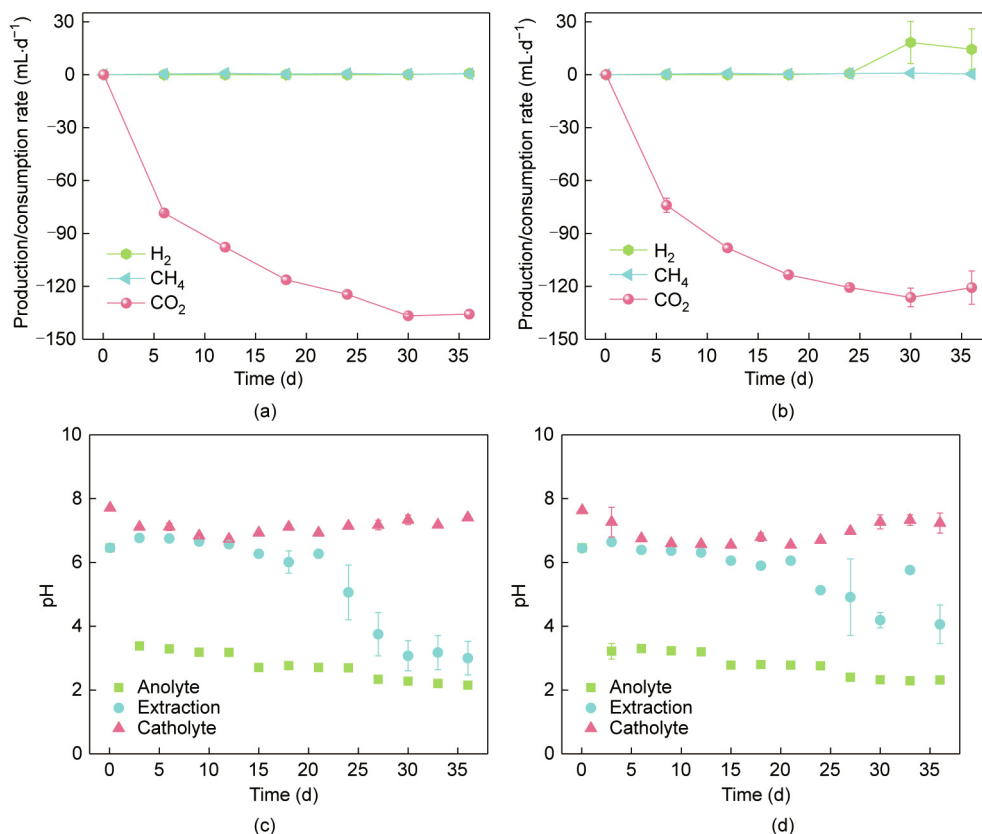 Production/consumption rate (mL·d⁻¹)
30
0
−30
−60
−90
−120
−150
H₂
CH₄
CO₂
0 5 10 15 20 25 30 35
Time (d)
(a)
Production/consumption rate (mL·d⁻¹)
30
0
−30
−60
−90
−120
−150
H₂
CH₄
CO₂
0 5 10 15 20 25 30 35
Time (d)
(b)
pH
10
8
6
4
2
0
Anolyte
Extraction
Catholyte
0 5 10 15 20 25 30 35
Time (d)
(c)
pH
10
8
6
4
2
0
Anolyte
Extraction
Catholyte
0 5 10 15 20 25 30 35
Time (d)
(d)